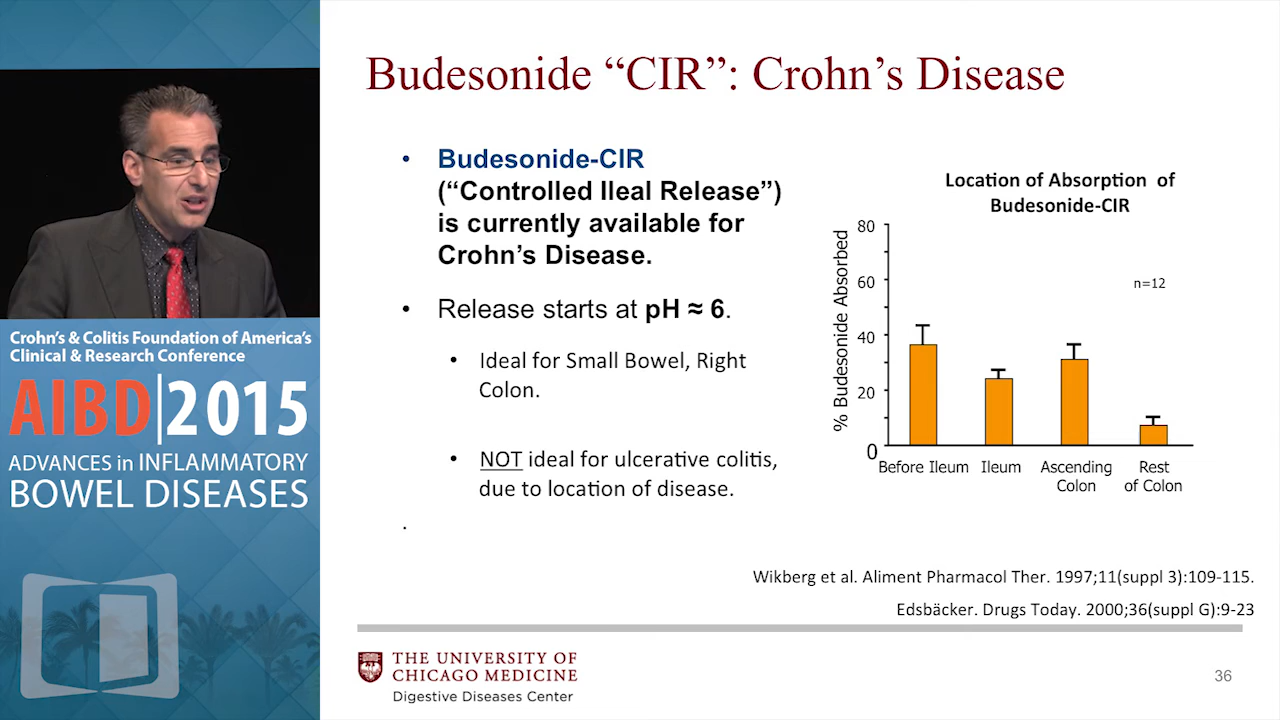 Budesonide “CIR”: Crohn’s Disease
• Budesonide-CIR
(“Controlled Ileal Release”)
is currently available for
Crohn’s Disease.
• Release starts at pH ≈ 6.
• Ideal for Small Bowel, Right
Colon.
• NOT ideal for ulcerative colitis,
due to location of disease.
.
Location of Absorption of
Budesonide-CIR
% Budesonide Absorbed
80
60
40
20
0
n=12
Before Ileum
Ileum
Ascending
Colon
Rest
of Colon
Wikberg et al. Aliment Pharmacol Ther. 1997;11(suppl 3):109-115.
Edsbäcker. Drugs Today. 2000;36(suppl G):9-23
THE UNIVERSITY OF
CHICAGO MEDICINE
Digestive Diseases Center
36
Crohn’s & Colitis Foundation of America’s
Clinical & Research Conference
AIBD|2015
ADVANCES in INFLAMMATORY
BOWEL DISEASES